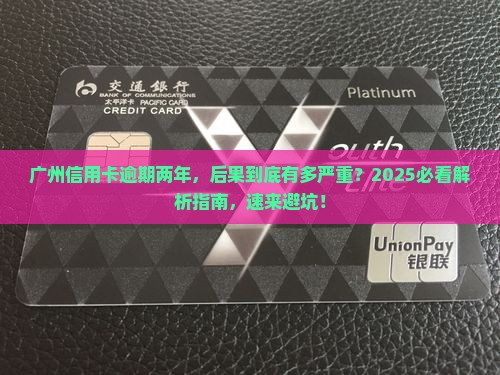 交通银行
BANK OF COMMUNICATIONS
太平洋卡 PACIFIC CARD
CREDIT CARD
Platinum
广州信用卡逾期两年，后果到底有多严重？2025必看解
析指南，速来避坑！
UnionPay
银联